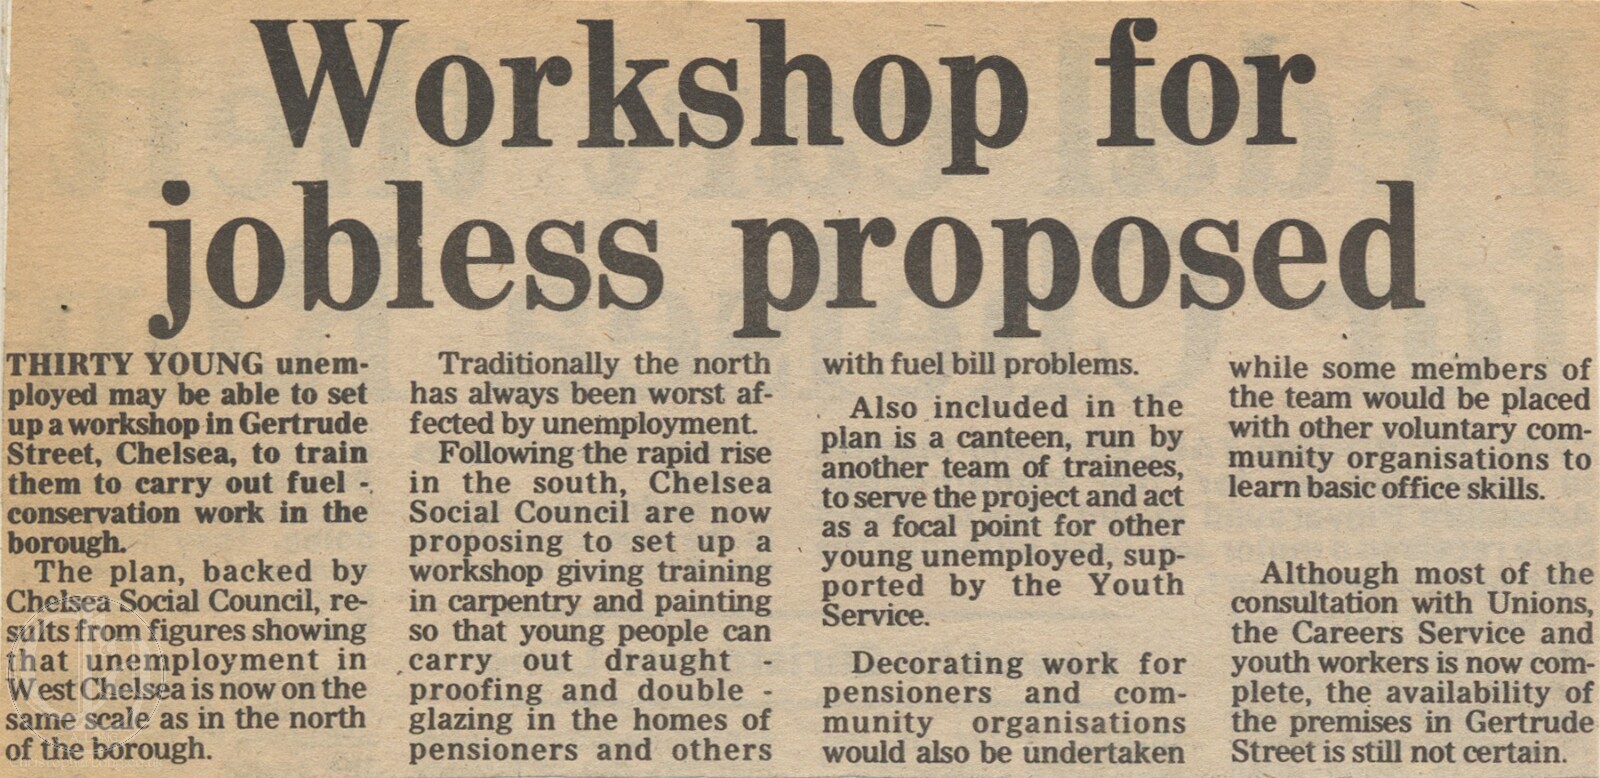 Workshop for
jobless proposed
THIRTY YOUNG unem-
ployed may be able to set
up a workshop in Gertrude
Street, Chelsea, to train
them to carry out fuel -
conservation work in the
borough.
The plan, backed by
Chelsea Social Council, re-
sults from figures showing
that unemployment in
West Chelsea is now on the
same scale as in the north
of the borough.
Traditionally the north
has always been worst af-
fected by unemployment.
Following the rapid rise
in the south, Chelsea
Social Council are now
proposing to set up a
workshop giving training
in carpentry and painting
so that young people can
carry out draught -
proofing and double -
glazing in the homes of
pensioners and others
with fuel bill problems.
Also included in the
plan is a canteen, run by
another team of trainees,
to serve the project and act
as a focal point for other
young unemployed, sup-
ported by the Youth
Service.
Decorating work for
pensioners and com-
munity organisations
would also be undertaken
while some members of
the team would be placed
with other voluntary com-
munity organisations to
learn basic office skills.
Although most of the
consultation with Unions,
the Careers Service and
youth workers is now com-
plete, the availability of
the premises in Gertrude
Street is still not certain.